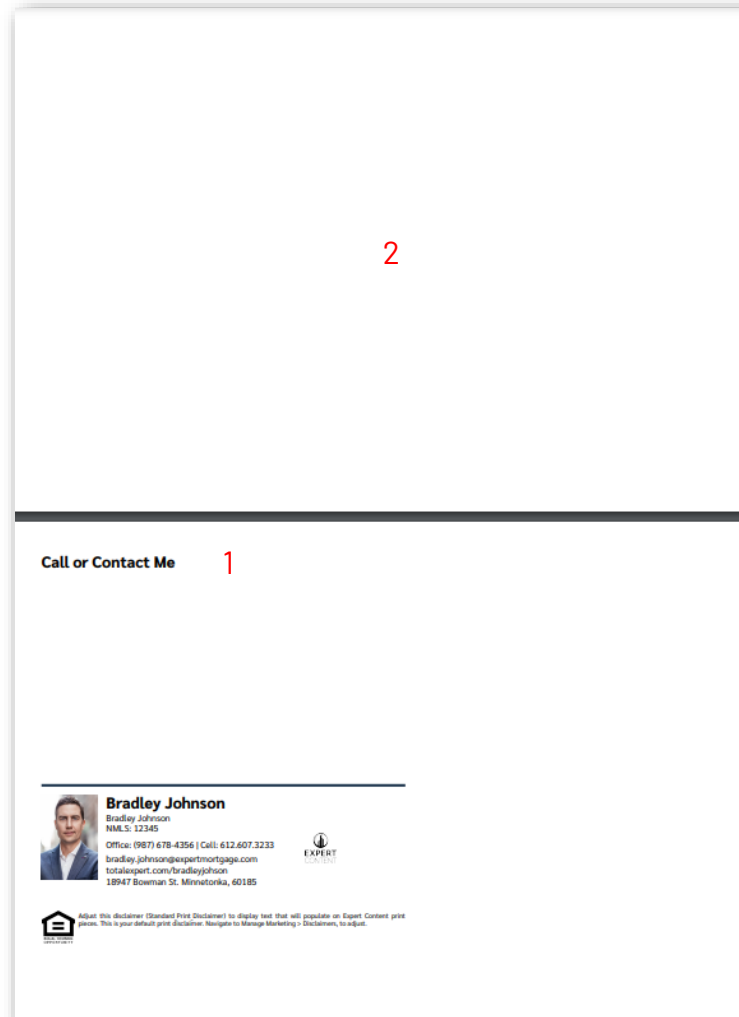 2
Call or Contact Me
1
Bradley Johnson
Bradley Johnson
NMLS: 12345
Office: (987) 678-4356 | Cell: 612.607.3233
bradley.johnson@expertmortgage.com
totalexpert.com/bradleyjohson
18947 Bowman St. Minnetonka, 60185
EXPERT
CONTENT
Adjust this disclaimer (Standard Print Disclaimer) to display text that will populate on Expert Content print
pieces. This is your default print disclaimer. Navigate to Manage Marketing > Disclaimers, to adjust.
EQUAL HOUSING
OPPORTUNITY